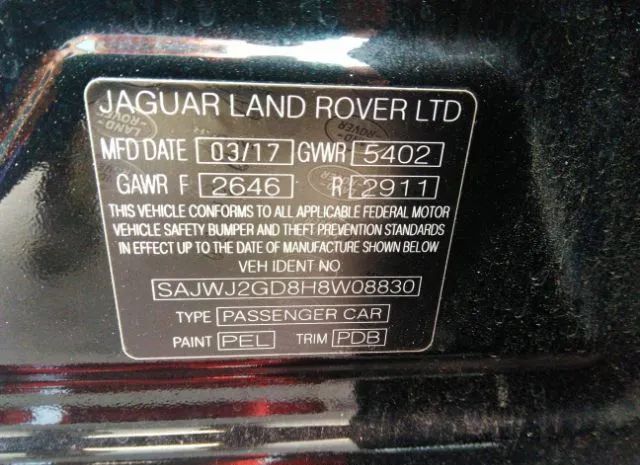 JAGUAR LAND ROVER LTD
MFD DATE 03/17 GVWR 5402
GAWR F 2646 R 2911
THIS VEHICLE CONFORMS TO ALL APPLICABLE FEDERAL MOTOR
VEHICLE SAFETY BUMPER AND THEFT PREVENTION STANDARDS
IN EFFECT UP TO THE DATE OF MANUFACTURE SHOWN BELOW
VEH IDENT NO
SAJWJ2GD8H8W08830
TYPE PASSENGER CAR
PAINT PEL TRIM PDB